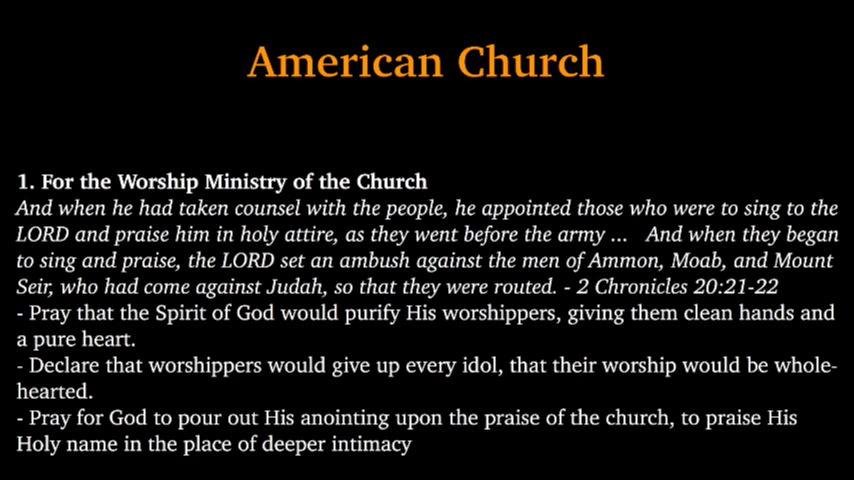 American Church
1. For the Worship Ministry of the Church
And when he had taken counsel with the people, he appointed those who were to sing to the
LORD and praise him in holy attire, as they went before the army ... And when they began
to sing and praise, the LORD set an ambush against the men of Ammon, Moab, and Mount
Seir, who had come against Judah, so that they were routed. - 2 Chronicles 20:21-22
- Pray that the Spirit of God would purify His worshippers, giving them clean hands and
a pure heart.
- Declare that worshippers would give up every idol, that their worship would be whole-
hearted.
- Pray for God to pour out His anointing upon the praise of the church, to praise His
Holy name in the place of deeper intimacy